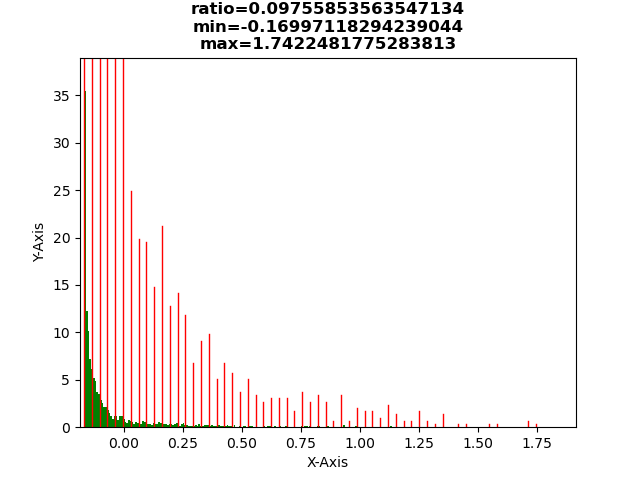 ratio=0.09755853563547134
min=-0.16997118294239044
max=1.7422481775283813
Y-Axis
35
30
25
20
15
10
5
0
0.00 0.25 0.50 0.75 1.00 1.25 1.50 1.75
X-Axis